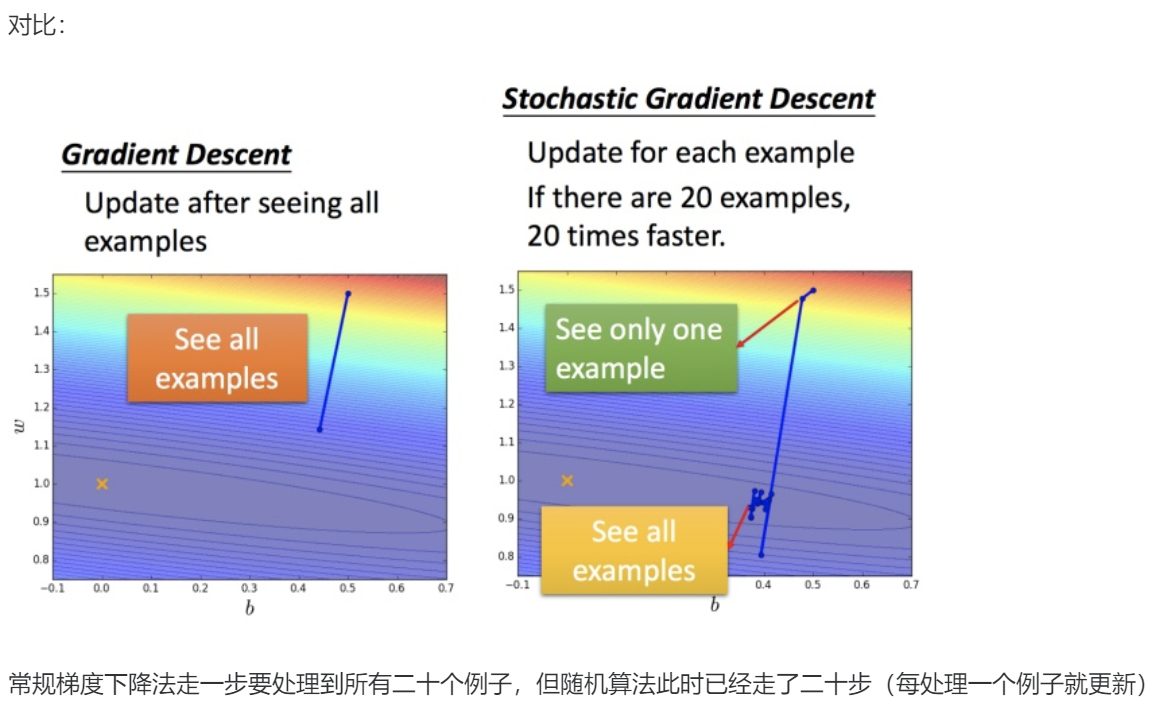 对比：
Stochastic Gradient Descent
Gradient Descent
Update for each example
Update after seeing all
If there are 20 examples,
examples
20 times faster.
1.5
1.4
1.3
1.2
1.1
1.0
0.9
0.8
w
See all
examples
−0.1 0.0 0.1 0.2 0.3 0.4 0.5 0.6 0.7
b
1.5
1.4
1.3
1.2
1.1
1.0
0.9
0.8
See only one
example
See all
examples
−0.1 0.4 0.5 0.6 0.7
b
常规梯度下降法走一步要处理到所有二十个例子，但随机算法此时已经走了二十步（每处理一个例子就更新）